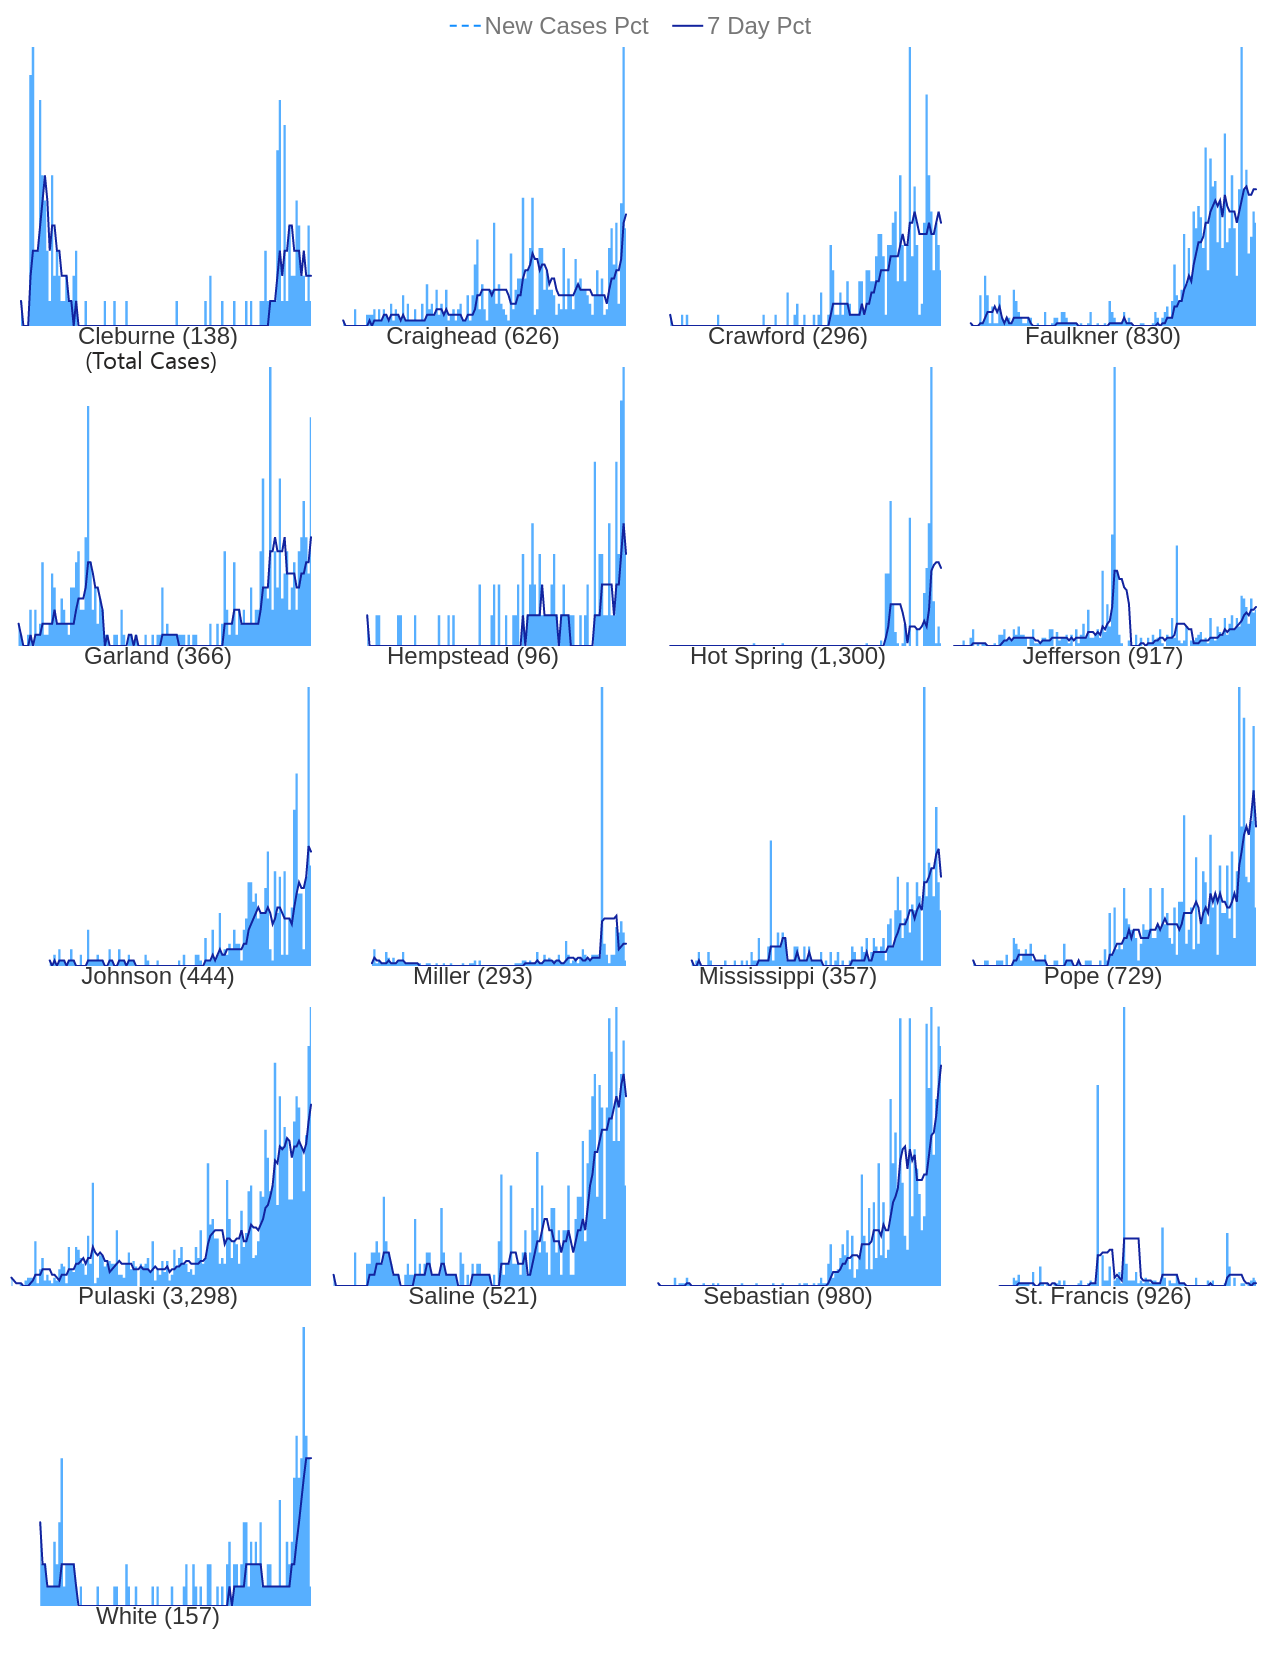 New Cases Pct 7 Day Pct
Cleburne (138) Craighead (626) Crawford (296) Faulkner (830)
(Total Cases)
Garland (366) Hempstead (96) Hot Spring (1,300) Jefferson (917)
Johnson (444) Miller (293) Mississippi (357) Pope (729)
Pulaski (3,298) Saline (521) Sebastian (980) St. Francis (926)
White (157)